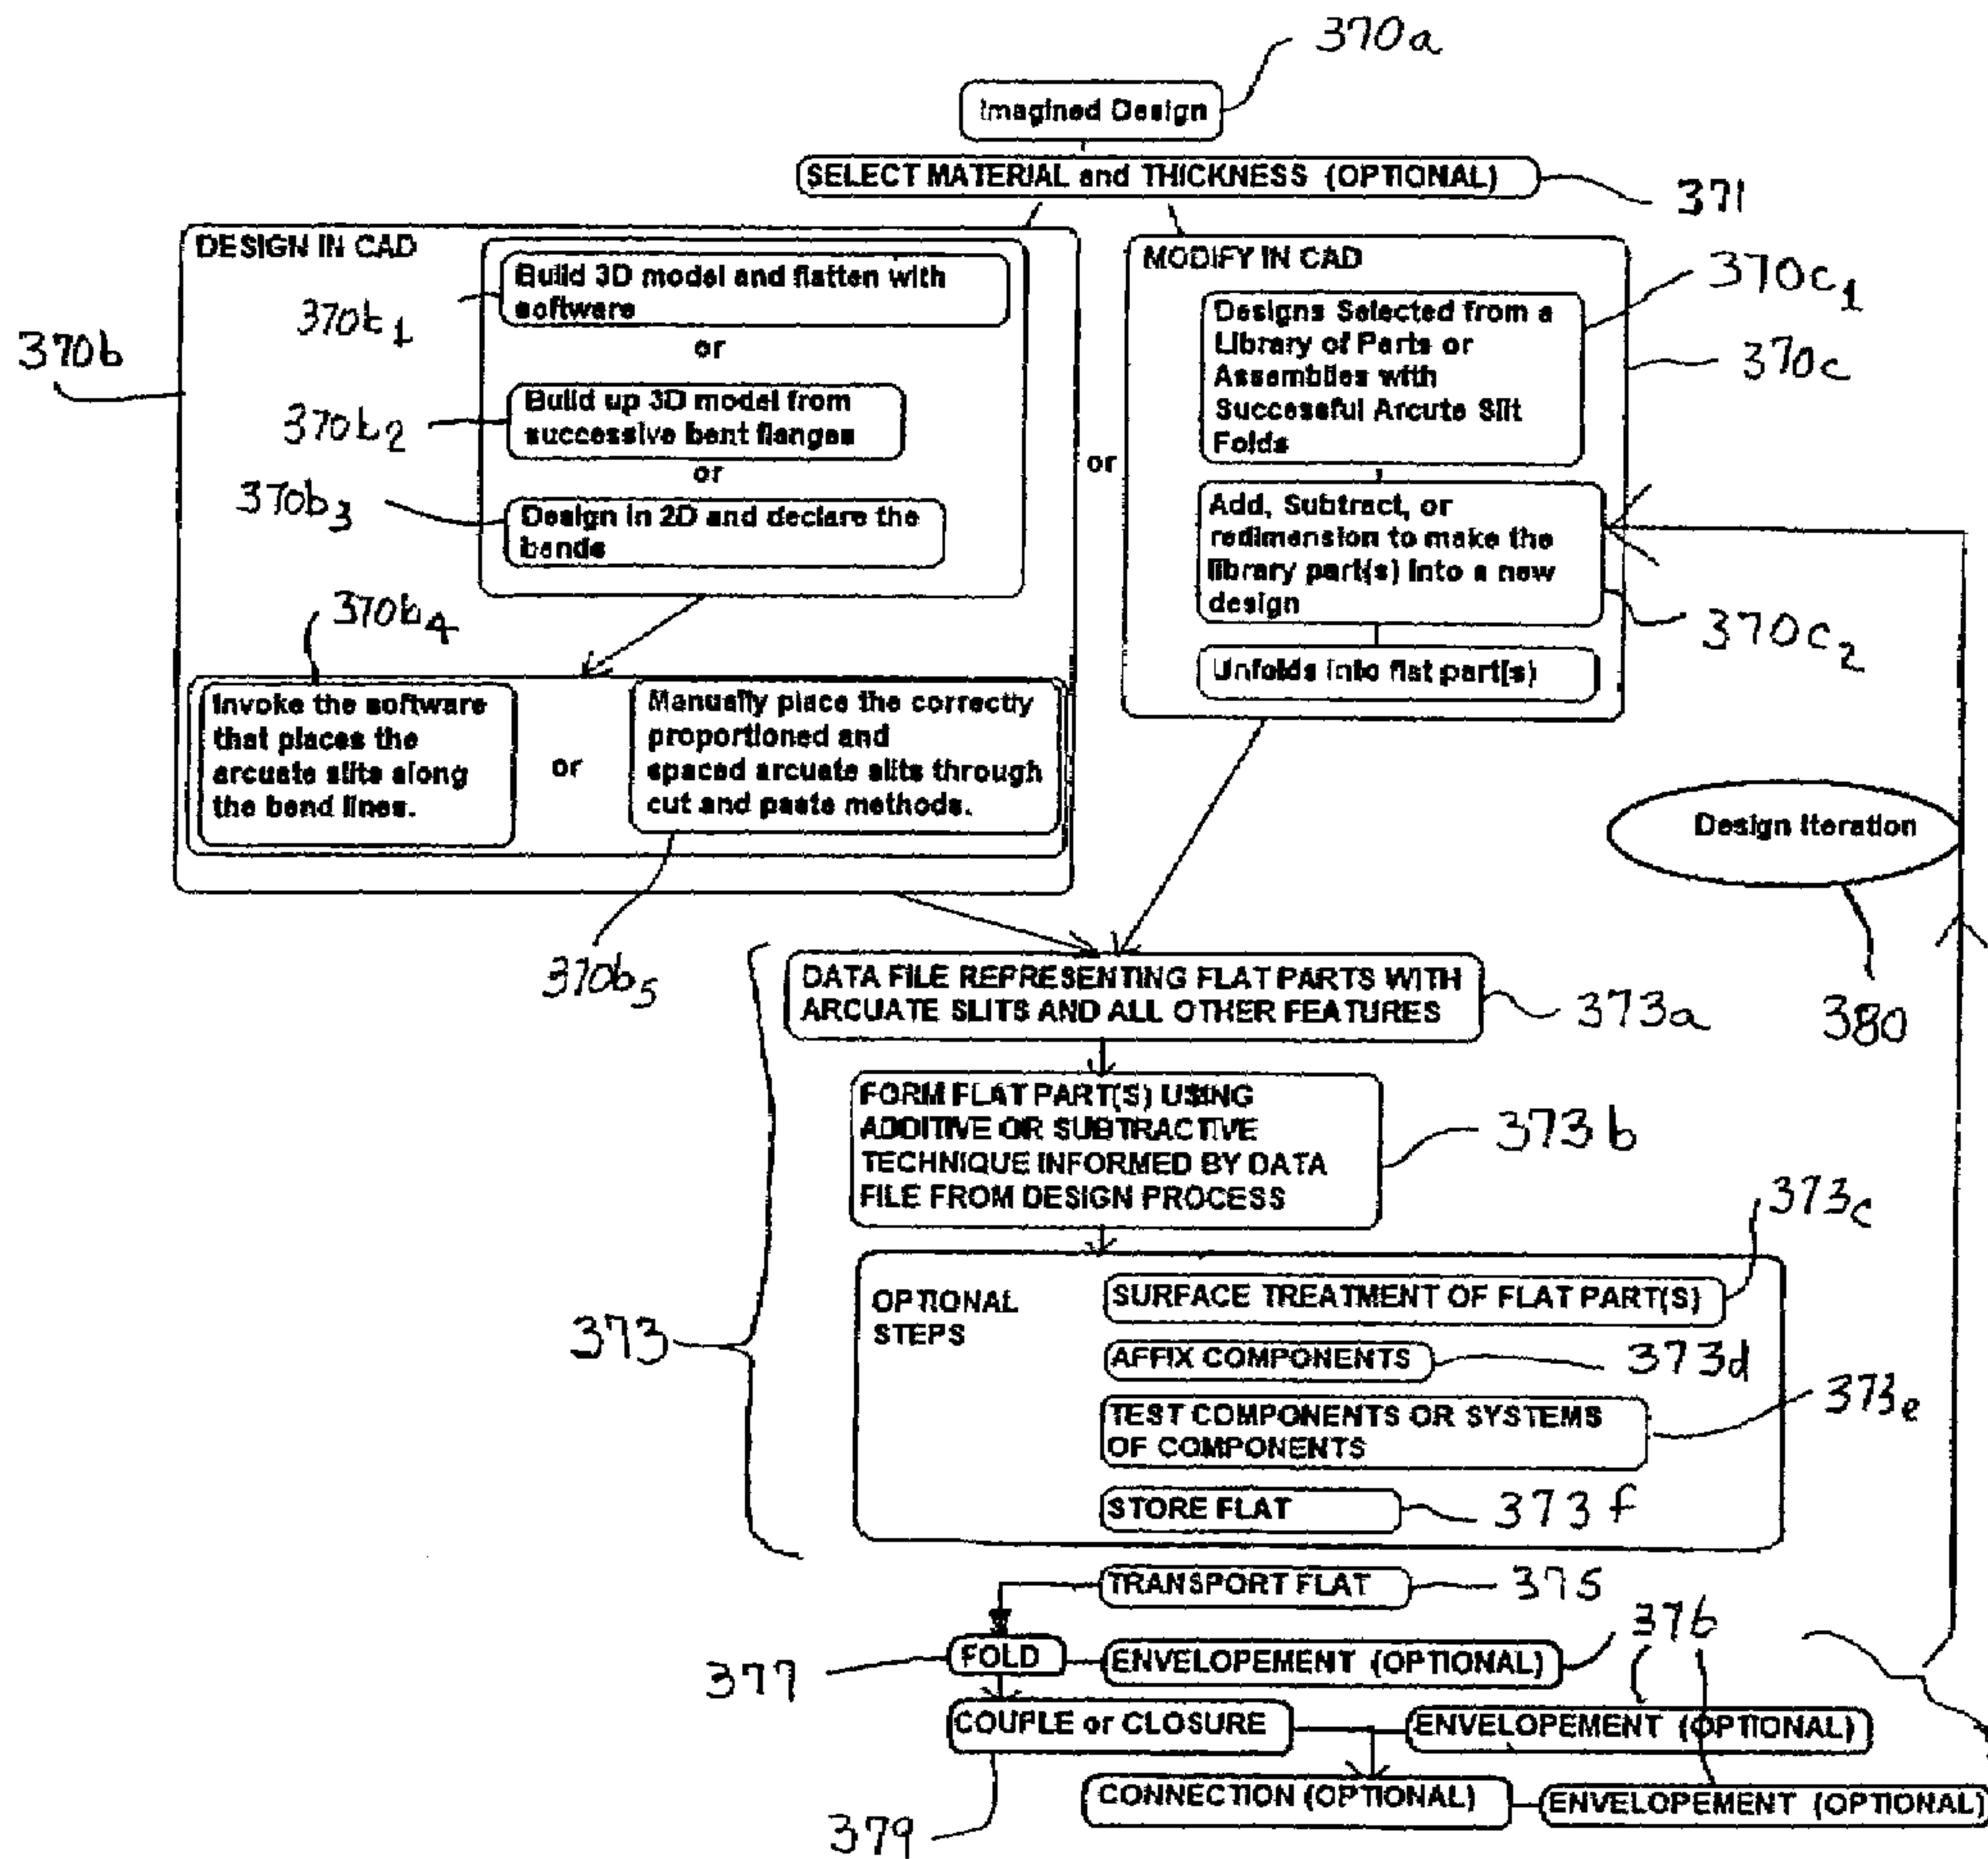 370a
Imagined Design
SELECT MATERIAL and THICKNESS (OPTIONAL)
371
DESIGN IN CAD
Build 3D model and flatten with
software
370b1
or
370b
Build up 3D model from
successive bent flanges
370b2
or
370b3
Design in 2D and declare the
bends
or
MODIFY IN CAD
370c1
Designs Selected from a
Library of Parts or
Assemblies with
Successful Arcute Slit
Folds
370c
Add, Subtract, or
redimension to make the
library part(s) into a new
design
370c2
Unfolds into flat part[s)
370b4
Invoke the software
that places the
arcuate slits along
the bend lines.
or
Manually place the correctly
proportioned and
spaced arcuate slits through
cut and paste methods.
370b5
Design Iteration
380
DATA FILE REPRESENTING FLAT PARTS WITH
ARCUATE SLITS AND ALL OTHER FEATURES
373a
FORM FLAT PART(S) USING
ADDITIVE OR SUBTRACTIVE
TECHNIQUE INFORMED BY DATA
FILE FROM DESIGN PROCESS
373b
373c
OPTIONAL
STEPS
SURFACE TREATMENT OF FLAT PART(S)
373
AFFIX COMPONENTS
373d
373e
TEST COMPONENTS OR SYSTEMS
OF COMPONENTS
STORE FLAT
373f
TRANSPORT FLAT
375
376
377
FOLD
ENVELOPEMENT (OPTIONAL)
COUPLE or CLOSURE
ENVELOPEMENT (OPTIONAL)
CONNECTION (OPTIONAL)
ENVELOPEMENT (OPTIONAL)
379